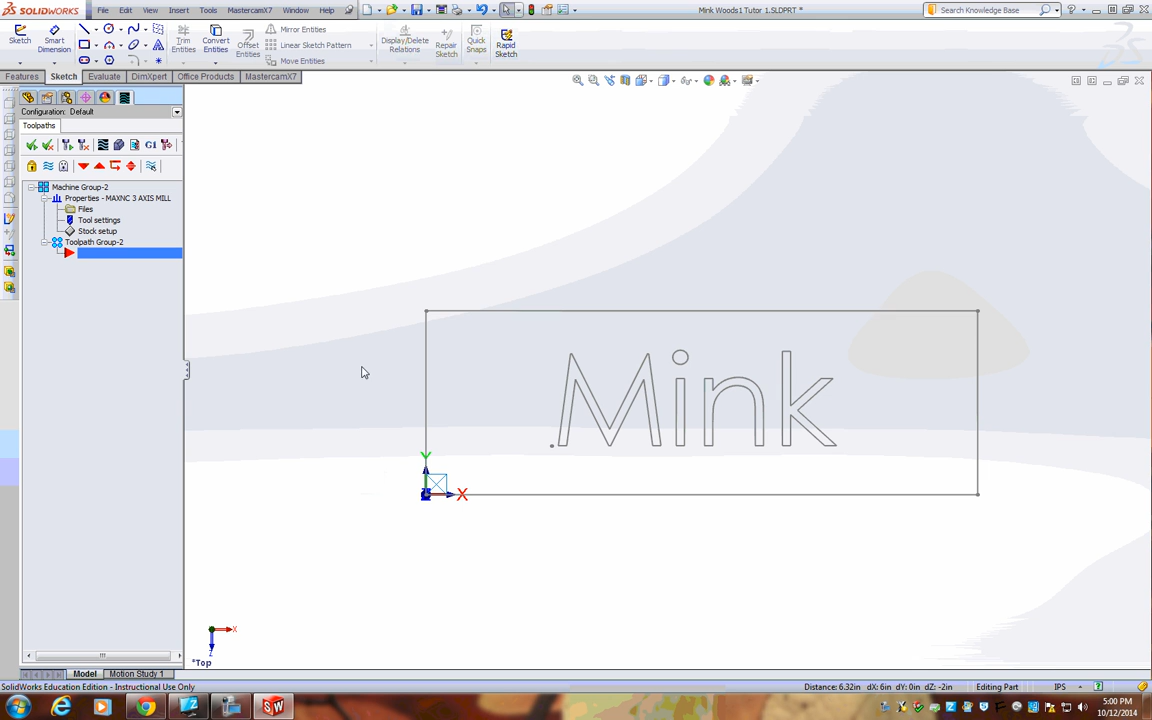 SOLIDWORKS File Edit View Insert Tools MastercamX7 Window Help Mink Woods1 Tutor 1.SLDPRT * Search Knowledge Base
Sketch Smart Dimension Trim Entities Convert Entities Offset Entities Mirror Entities Display/Delete Relations Repair Sketch Quick Snaps Rapid Sketch
Linear Sketch Pattern
Move Entities
Features Sketch Evaluate DimXpert Office Products MastercamX7
Configuration: Default
Toolpaths
G1
Machine Group-2
Properties - MAXNC 3 AXIS MILL
Files
Tool settings
Stock setup
Toolpath Group-2
Mink
Y
X
X
Z
*Top
Model Motion Study 1
SolidWorks Education Edition - Instructional Use Only Distance: 6.32in dX: 6in dY: 0in dZ: -2in Editing Part IPS
5:00 PM
10/12/2014